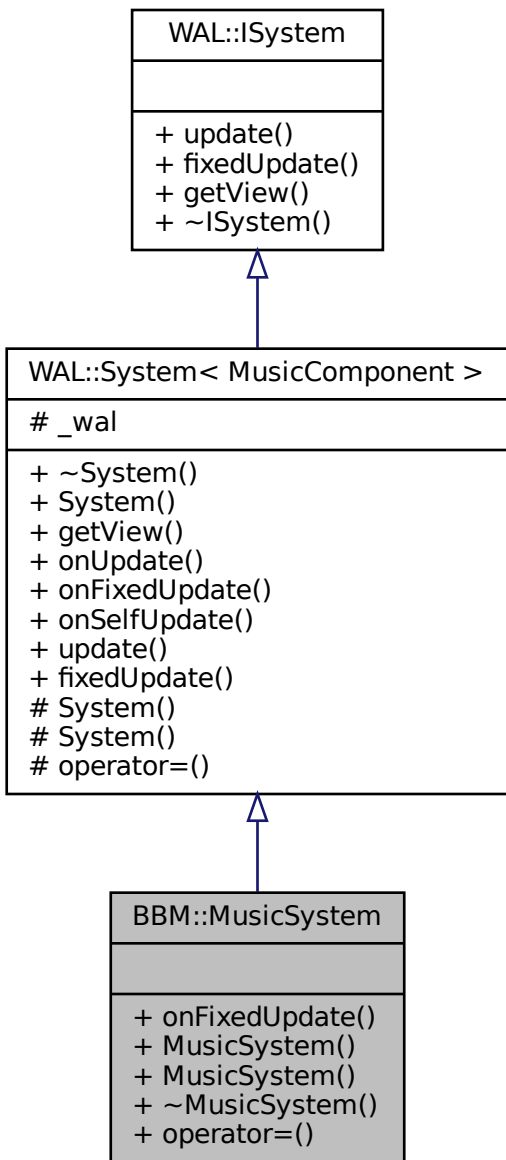 WAL::ISystem
+ update()
+ fixedUpdate()
+ getView()
+ ~ISystem()
WAL::System< MusicComponent >
# _wal
+ ~System()
+ System()
+ getView()
+ onUpdate()
+ onFixedUpdate()
+ onSelfUpdate()
+ update()
+ fixedUpdate()
# System()
# System()
# operator=()
BBM::MusicSystem
+ onFixedUpdate()
+ MusicSystem()
+ MusicSystem()
+ ~MusicSystem()
+ operator=()